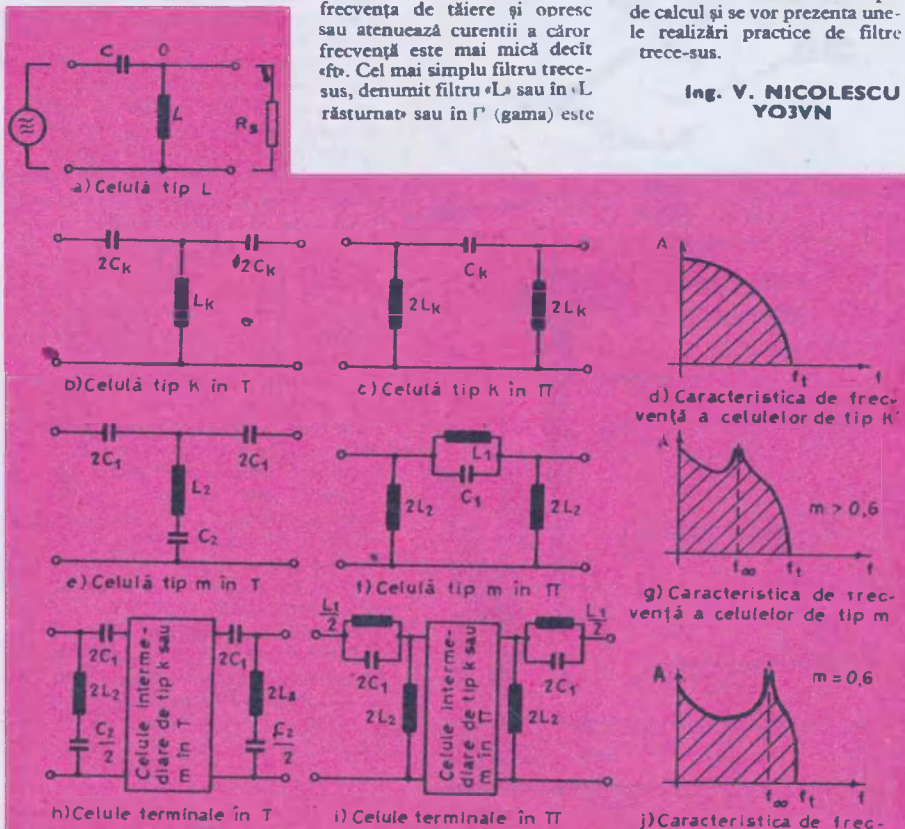 frecvența de tăiere și opresc
sau atenuează curenții a căror
frecvență este mai mică decît
«ft». Cel mai simplu filtru trece-
sus, denumit filtru «L» sau în «L
răsturnat» sau în Γ (gama) este
de calcul și se vor prezenta une-
le realizări practice de filtre
trece-sus.
Ing. V. NICOLESCU
YO3VN
C
0
L
Rs
a) Celulă tip L
2Ck
2Ck
Lk
b) Celulă tip K în T
Ck
2Lk
2Lk
c) Celulă tip K în Π
A
ft
f
d) Caracteristica de frec-
vență a celulelor de tip K
2C1
2C1
L2
C2
e) Celulă tip m în T
L1
C1
2L2
2L2
f) Celulă tip m în Π
A
m > 0,6
f∞
ft
f
g) Caracteristica de frec-
vență a celulelor de tip m
2C1
2L2
C2/2
Celule interme-
diare de tip k sau
m în T
2C1
2L2
C2/2
h) Celule terminale în T
L1/2
2C1
2L2
Celule interme-
diare de tip k sau
m în Π
L1/2
2C1
2L2
i) Celule terminale în Π
A
m = 0,6
f∞
ft
f
j) Caracteristica de frec-